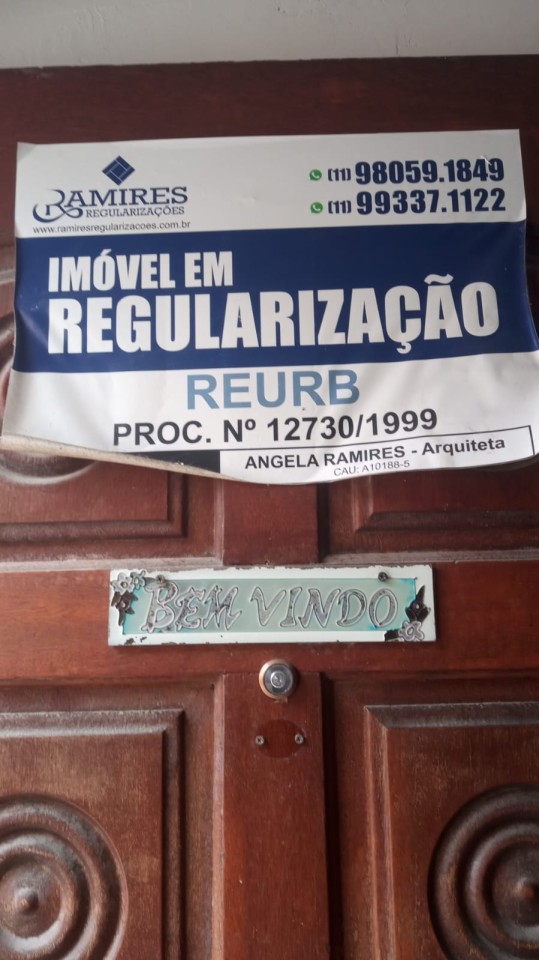 RAMIRES
REGULARIZAÇÕES
www.ramiresregularizacoes.com.br
(11) 98059.1849
(11) 99337.1122
IMÓVEL EM
REGULARIZAÇÃO
REURB
PROC. Nº 12730/1999
ANGELA RAMIRES - Arquiteta
CAU: A10188-5
BEM VINDO